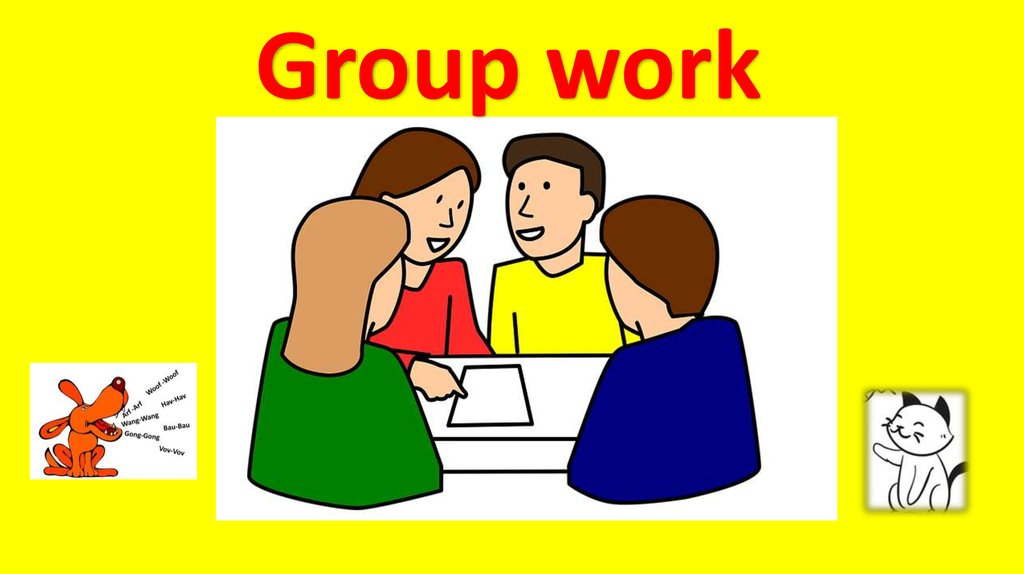 Group work
Woof -Woof
Arf -Arf
Hav-Hav
Wang-Wang
Bau-Bau
Gong-Gong
Vov-Vov